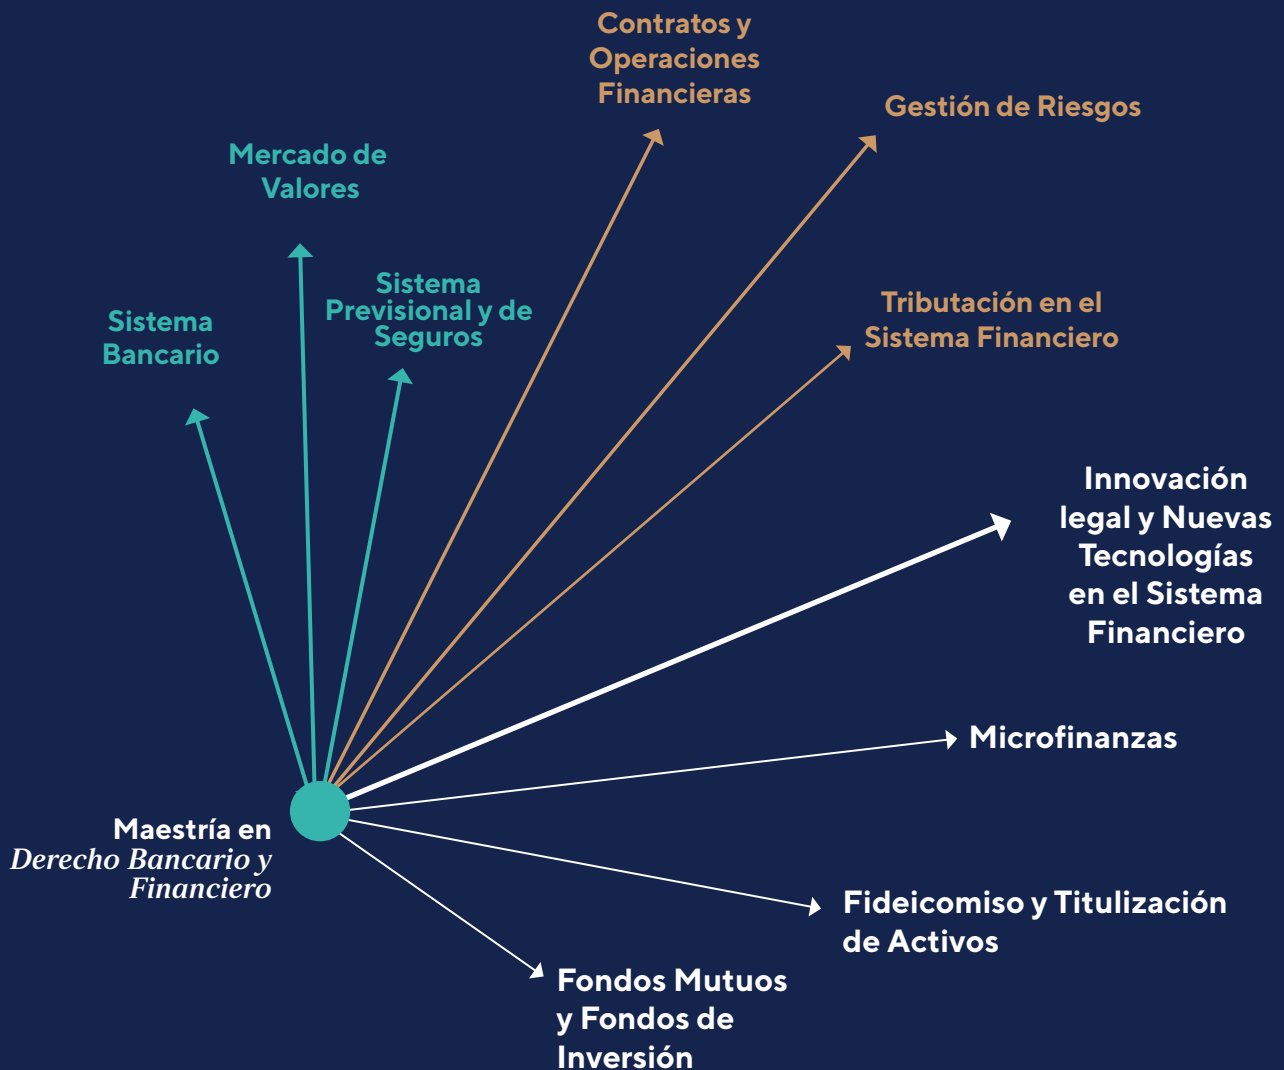 Contratos y
Operaciones
Financieras
Gestión de Riesgos
Mercado de
Valores
Sistema
Previsional y de
Seguros
Sistema
Bancario
Tributación en el
Sistema Financiero
Innovación
legal y Nuevas
Tecnologías
en el Sistema
Financiero
Microfinanzas
Maestría en
Derecho Bancario y
Financiero
Fideicomiso y Titulización
de Activos
Fondos Mutuos
y Fondos de
Inversión